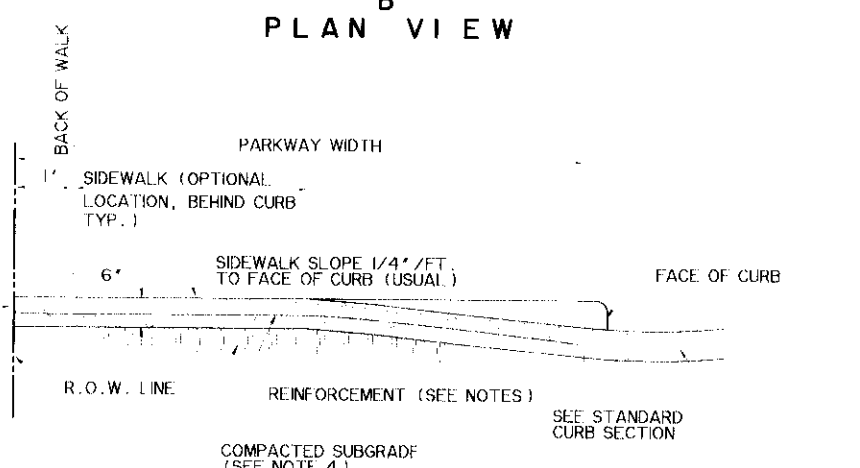 B
PLAN VIEW
BACK OF WALK
PARKWAY WIDTH
1'
SIDEWALK (OPTIONAL
LOCATION, BEHIND CURB
TYP.)
6"
SIDEWALK SLOPE 1/4"/FT.
TO FACE OF CURB (USUAL)
FACE OF CURB
R.O.W. LINE
REINFORCEMENT (SEE NOTES)
SEE STANDARD
CURB SECTION
COMPACTED SUBGRADE
(SEE NOTE 4)